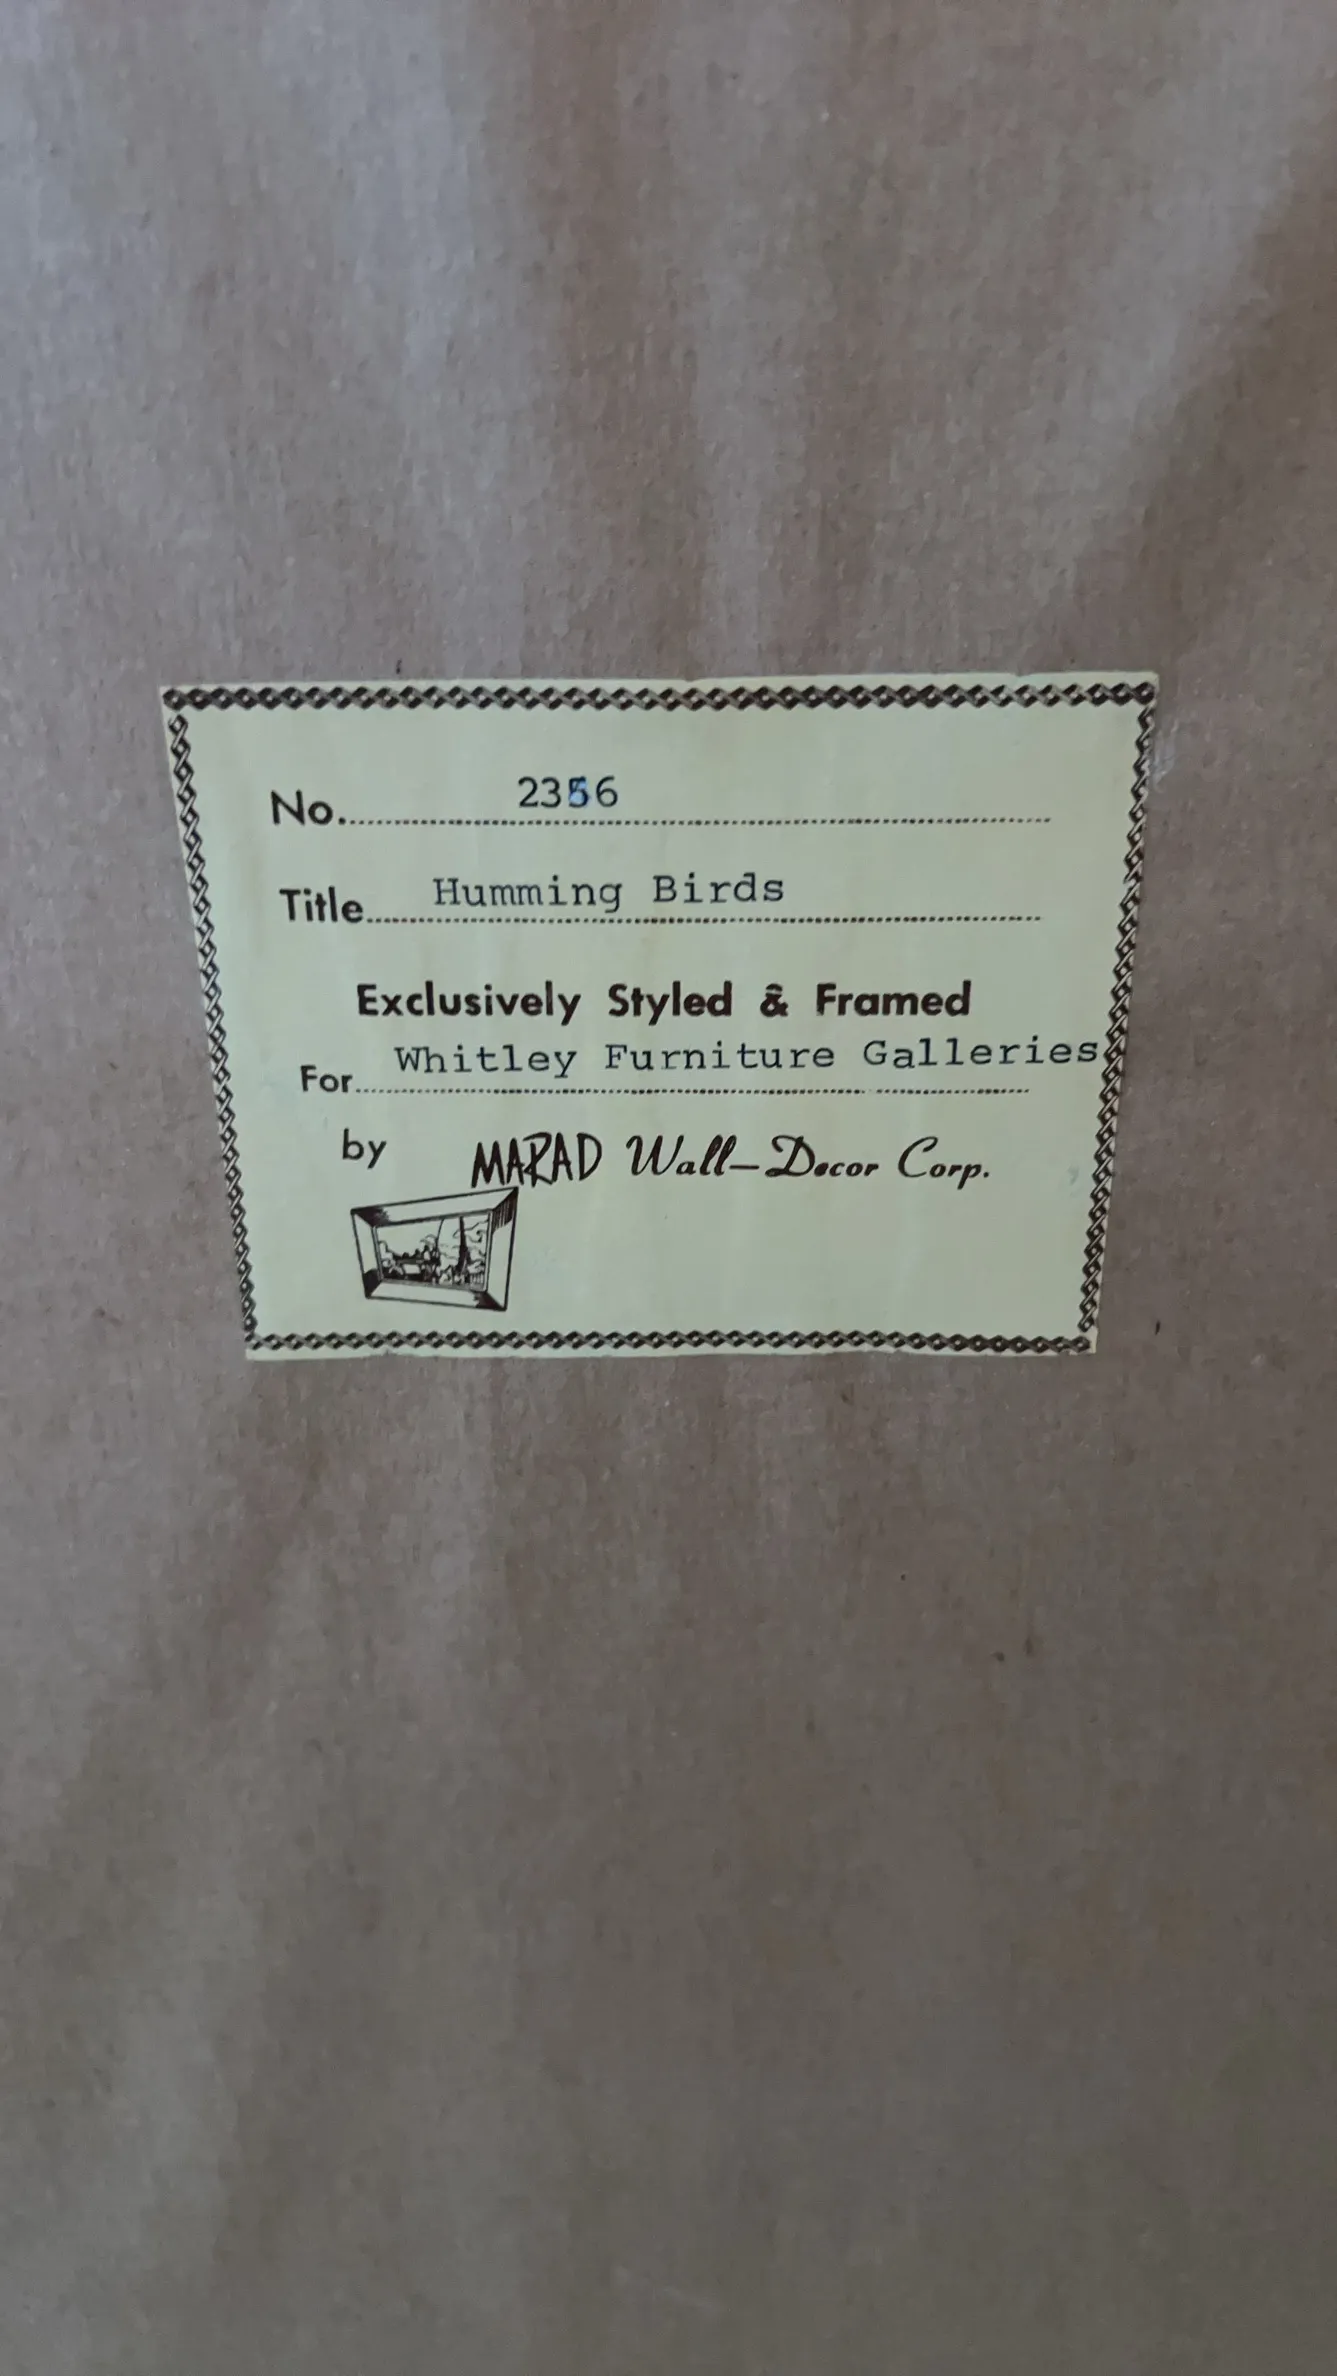 No. 2356
Title Humming Birds
Exclusively Styled & Framed
For Whitley Furniture Galleries
by MARAD Wall-Decor Corp.